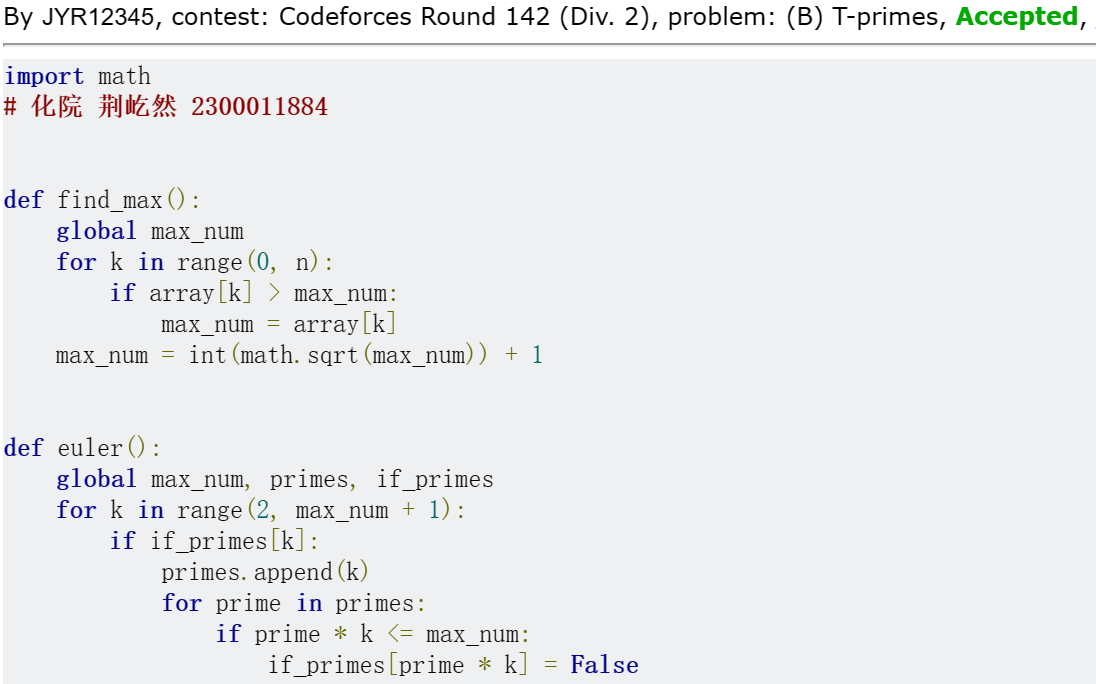 By JYR12345, contest: Codeforces Round 142 (Div. 2), problem: (B) T-primes, Accepted,
import math
# 化院 荆屹然 2300011884
def find_max():
    global max_num
    for k in range(0, n):
        if array[k] > max_num:
            max_num = array[k]
    max_num = int(math.sqrt(max_num)) + 1
def euler():
    global max_num, primes, if_primes
    for k in range(2, max_num + 1):
        if if_primes[k]:
            primes.append(k)
            for prime in primes:
                if prime * k <= max_num:
                    if_primes[prime * k] = False